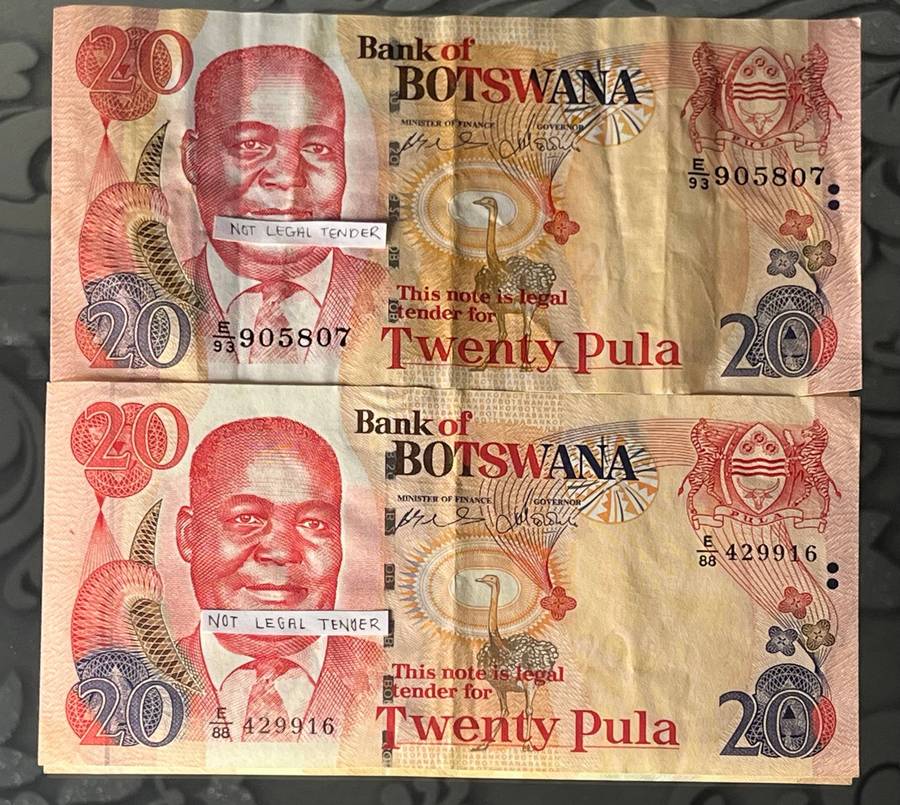 20
Bank of
BOTSWANA
MINISTER OF FINANCE GOVERNOR
E/93 905807
NOT LEGAL TENDER
This note is legal
tender for
Twenty Pula
20
E/93 905807
20
20
Bank of
BOTSWANA
MINISTER OF FINANCE GOVERNOR
PULA
E/88 429916
NOT LEGAL TENDER
This note is legal
tender for
Twenty Pula
20
E/88 429916
20